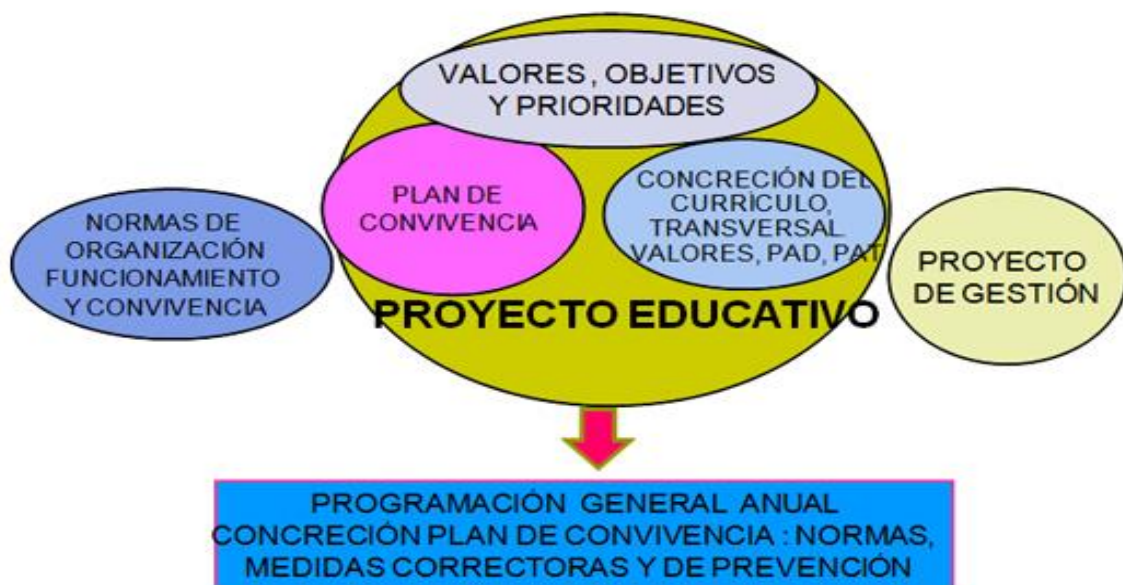 VALORES, OBJETIVOS
Y PRIORIDADES
PLAN DE
CONVIVENCIA
CONCRECIÓN DEL
CURRÍCULO,
TRANSVERSAL.
VALORES, PAD, PAT
NORMAS DE
ORGANIZACIÓN
FUNCIONAMIENTO
Y CONVIVENCIA
PROYECTO
DE GESTIÓN
PROYECTO EDUCATIVO
PROGRAMACIÓN GENERAL ANUAL
CONCRECIÓN PLAN DE CONVIVENCIA : NORMAS,
MEDIDAS CORRECTORAS Y DE PREVENCIÓN